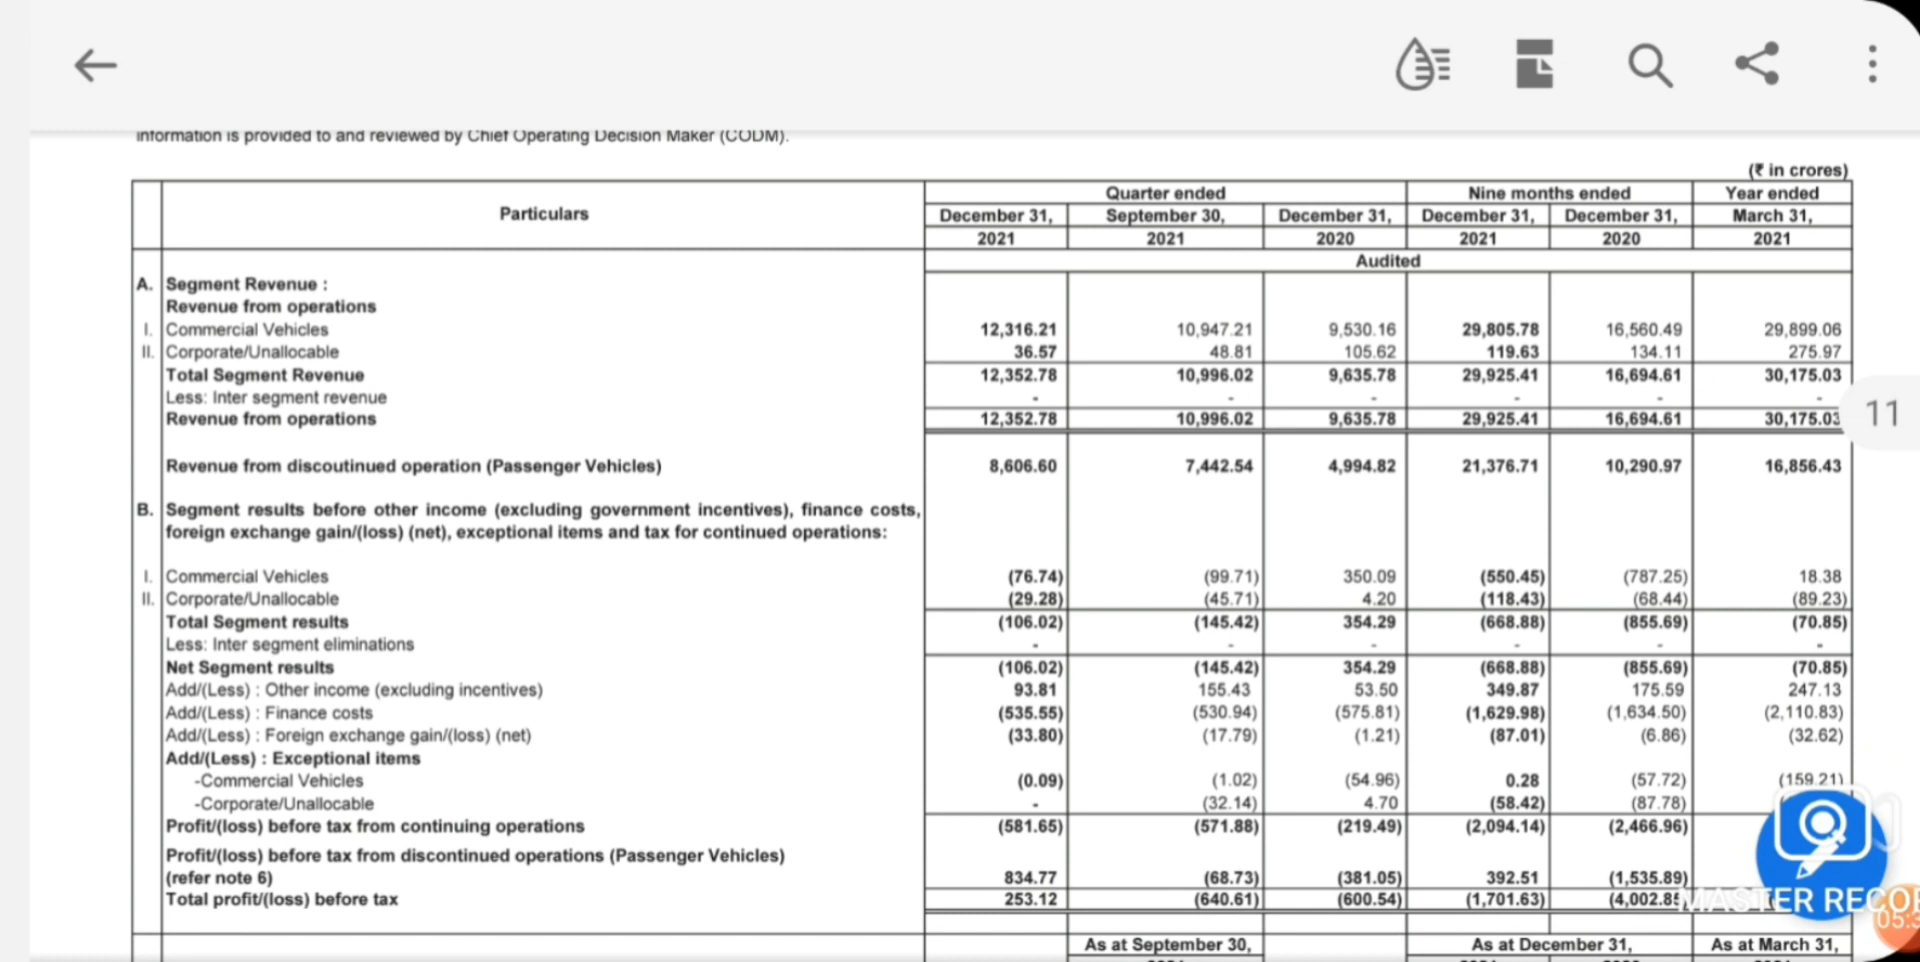 information is provided to and reviewed by Chief Operating Decision Maker (CODM).
(₹ in crores)
Particulars Quarter ended Nine months ended Year ended
December 31, September 30, December 31, December 31, December 31, March 31,
2021 2021 2020 2021 2020 2021
Audited
A. Segment Revenue :
Revenue from operations
I. Commercial Vehicles 12,316.21 10,947.21 9,530.16 29,805.78 16,560.49 29,899.06
II. Corporate/Unallocable 36.57 48.81 105.62 119.63 134.11 275.97
Total Segment Revenue 12,352.78 10,996.02 9,635.78 29,925.41 16,694.61 30,175.03
Less: Inter segment revenue - - - - - -
Revenue from operations 12,352.78 10,996.02 9,635.78 29,925.41 16,694.61 30,175.03
11
Revenue from discoutinued operation (Passenger Vehicles) 8,606.60 7,442.54 4,994.82 21,376.71 10,290.97 16,856.43
B. Segment results before other income (excluding government incentives), finance costs,
foreign exchange gain/(loss) (net), exceptional items and tax for continued operations:
I. Commercial Vehicles (76.74) (99.71) 350.09 (550.45) (787.25) 18.38
II. Corporate/Unallocable (29.28) (45.71) 4.20 (118.43) (68.44) (89.23)
Total Segment results (106.02) (145.42) 354.29 (668.88) (855.69) (70.85)
Less: Inter segment eliminations - - - - - -
Net Segment results (106.02) (145.42) 354.29 (668.88) (855.69) (70.85)
Add/(Less) : Other income (excluding incentives) 93.81 155.43 53.50 349.87 175.59 247.13
Add/(Less) : Finance costs (535.55) (530.94) (575.81) (1,629.98) (1,634.50) (2,110.83)
Add/(Less) : Foreign exchange gain/(loss) (net) (33.80) (17.79) (1.21) (87.01) (6.86) (32.62)
Add/(Less) : Exceptional items
-Commercial Vehicles (0.09) (1.02) (54.96) 0.28 (57.72) (159.21)
-Corporate/Unallocable - (32.14) 4.70 (58.42) (87.78)
Profit/(loss) before tax from continuing operations (581.65) (571.88) (219.49) (2,094.14) (2,466.96)
Profit/(loss) before tax from discontinued operations (Passenger Vehicles)
(refer note 6) 834.77 (68.73) (381.05) 392.51 (1,535.89)
Total profit/(loss) before tax 253.12 (640.61) (600.54) (1,701.63) (4,002.85
MASTER RECOR
05:3
As at September 30, As at December 31, As at March 31,